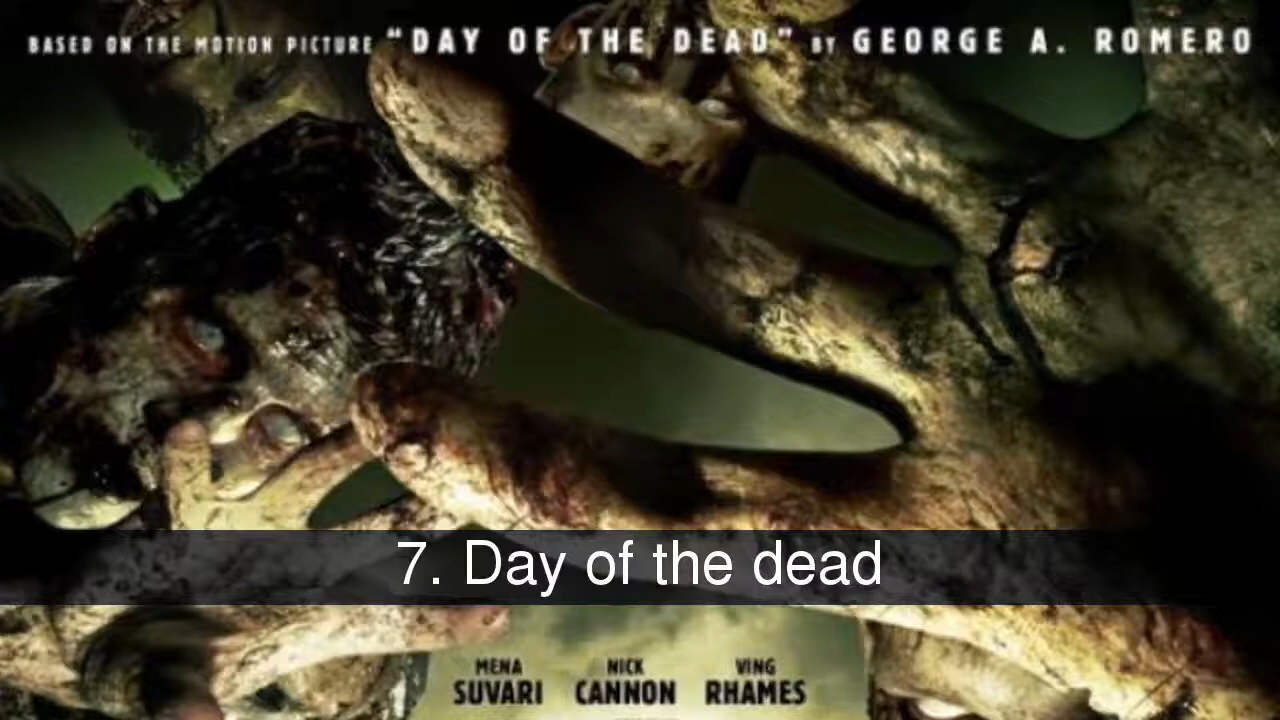 BASED ON THE MOTION PICTURE "DAY OF THE DEAD" BY GEORGE A. ROMERO
7. Day of the dead
MENA NICK VING
SUVARI CANNON RHAMES